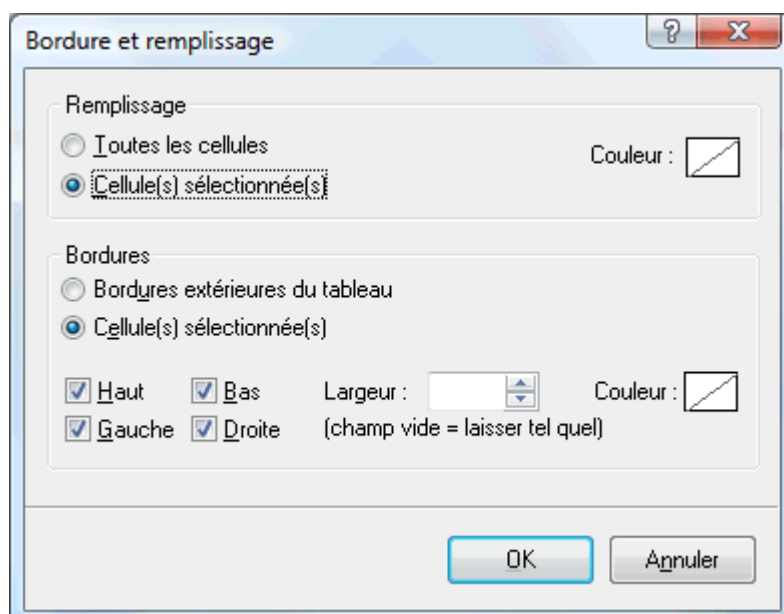 Bordure et remplissage
Remplissage
Toutes les cellules
Couleur :
Cellule(s) sélectionnée(s)
Bordures
Bordures extérieures du tableau
Cellule(s) sélectionnée(s)
Haut Bas Largeur : Couleur :
Gauche Droite (champ vide = laisser tel quel)
OK Annuler